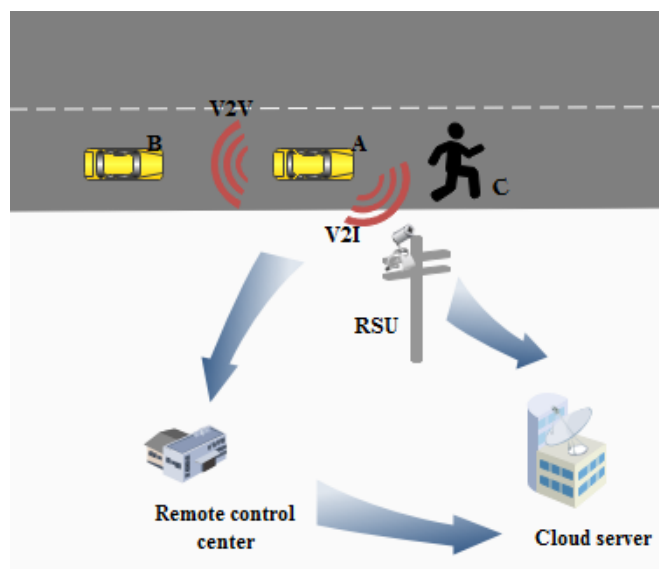 V2V
B
A
C
V2I
RSU
Remote control
center
Cloud server